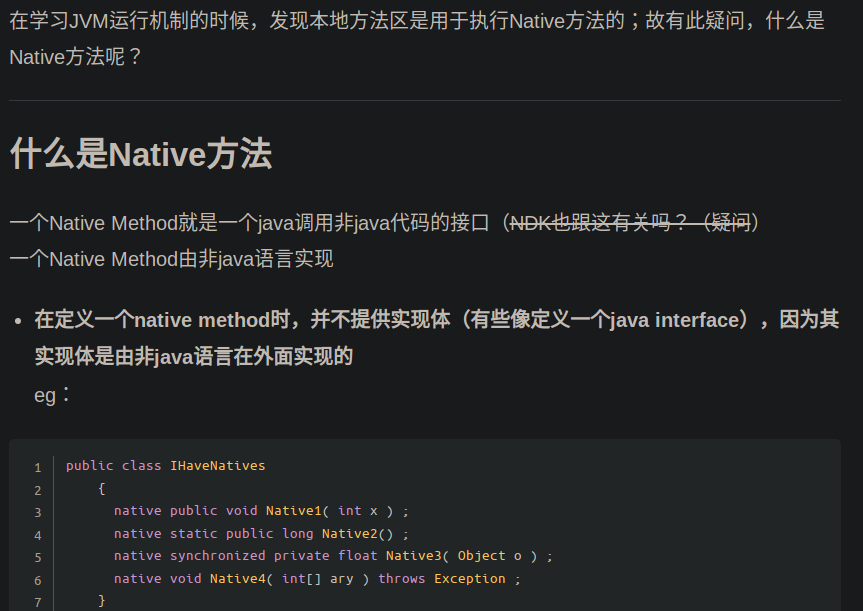 在学习JVM运行机制的时候，发现本地方法区是用于执行Native方法的；故有此疑问，什么是
Native方法呢？
什么是Native方法
一个Native Method就是一个java调用非java代码的接口（NDK也跟这有关吗？（疑问）
一个Native Method由非java语言实现
• 在定义一个native method时，并不提供实现体（有些像定义一个java interface），因为其
实现体是由非java语言在外面实现的
eg：
1 public class IHaveNatives
2     {
3       native public void Native1( int x ) ;
4       native static public long Native2() ;
5       native synchronized private float Native3( Object o ) ;
6       native void Native4( int[] ary ) throws Exception ;
7     }